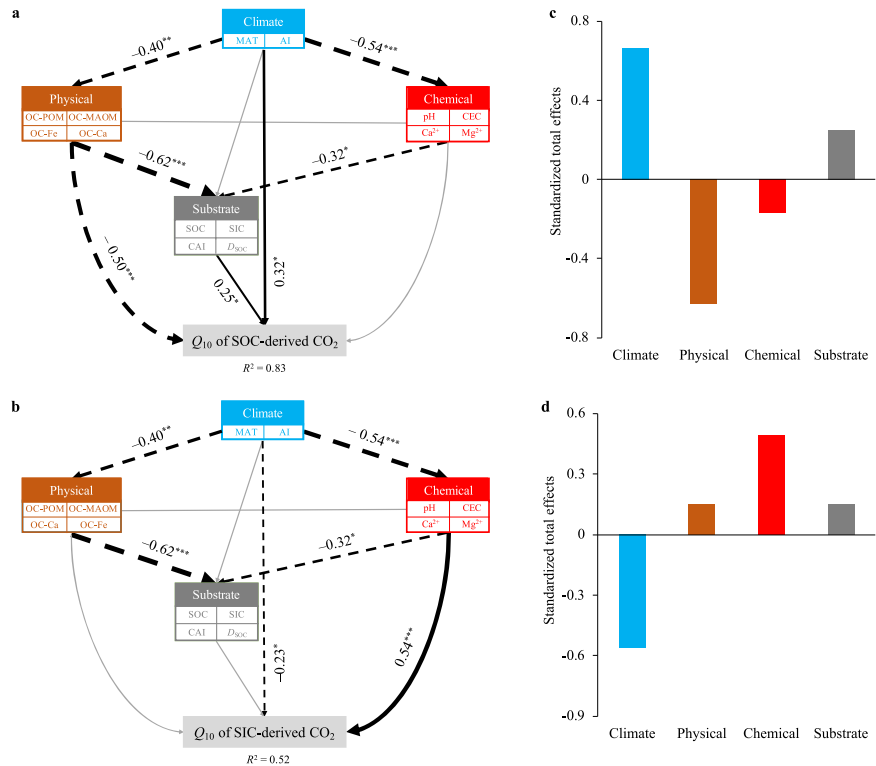 a
Climate
MAT AI
−0.40**
−0.54***
Physical
OC-POM OC-MAOM
OC-Fe OC-Ca
Chemical
pH CEC
Ca²⁺ Mg²⁺
−0.62***
−0.32*
Substrate
SOC SIC
CAI D_SOC
− 0.50***
0.25*
0.32*
Q₁₀ of SOC-derived CO₂
R² = 0.83
b
Climate
MAT AI
−0.40**
− 0.54***
Physical
OC-POM OC-MAOM
OC-Ca OC-Fe
Chemical
pH CEC
Ca²⁺ Mg²⁺
−0.62***
−0.32*
Substrate
SOC SIC
CAI D_SOC
−0.23*
0.54***
Q₁₀ of SIC-derived CO₂
R² = 0.52
c
Standardized total effects
0.8
0.4
0
-0.4
-0.8
Climate Physical Chemical Substrate
d
Standardized total effects
0.6
0.3
0
-0.3
-0.6
-0.9
Climate Physical Chemical Substrate